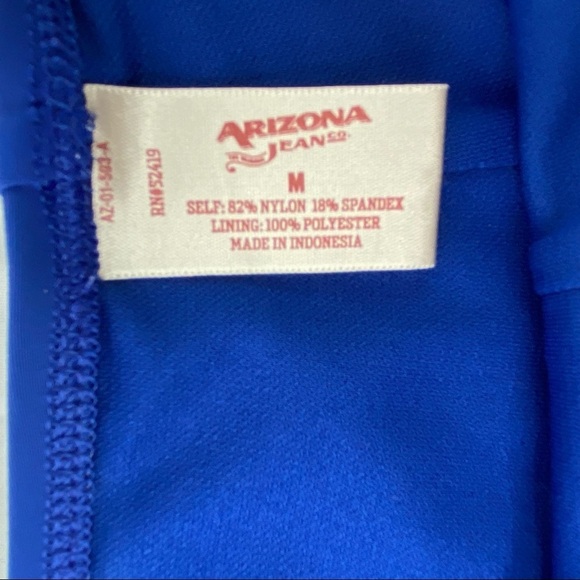 ARIZONA
JEAN CO.
M
SELF: 82% NYLON 18% SPANDEX
LINING: 100% POLYESTER
MADE IN INDONESIA
RN#52419
AZ-01-503-A